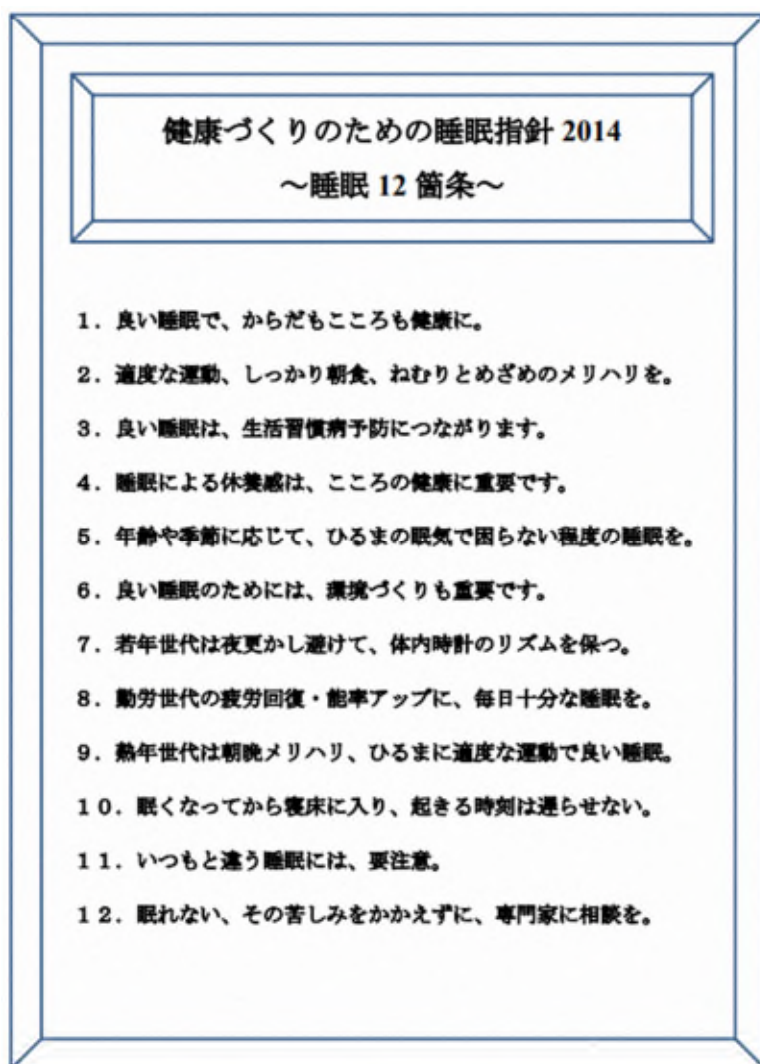 健康づくりのための睡眠指針 2014
～睡眠 12 箇条～
１．良い睡眠で、からだもこころも健康に。
２．適度な運動、しっかり朝食、ねむりとめざめのメリハリを。
３．良い睡眠は、生活習慣病予防につながります。
４．睡眠による休養感は、こころの健康に重要です。
５．年齢や季節に応じて、ひるまの眠気で困らない程度の睡眠を。
６．良い睡眠のためには、環境づくりも重要です。
７．若年世代は夜更かし避けて、体内時計のリズムを保つ。
８．勤労世代の疲労回復・能率アップに、毎日十分な睡眠を。
９．熟年世代は朝晩メリハリ、ひるまに適度な運動で良い睡眠。
１０．眠くなってから寝床に入り、起きる時刻は遅らせない。
１１．いつもと違う睡眠には、要注意。
１２．眠れない、その苦しみをかかえずに、専門家に相談を。